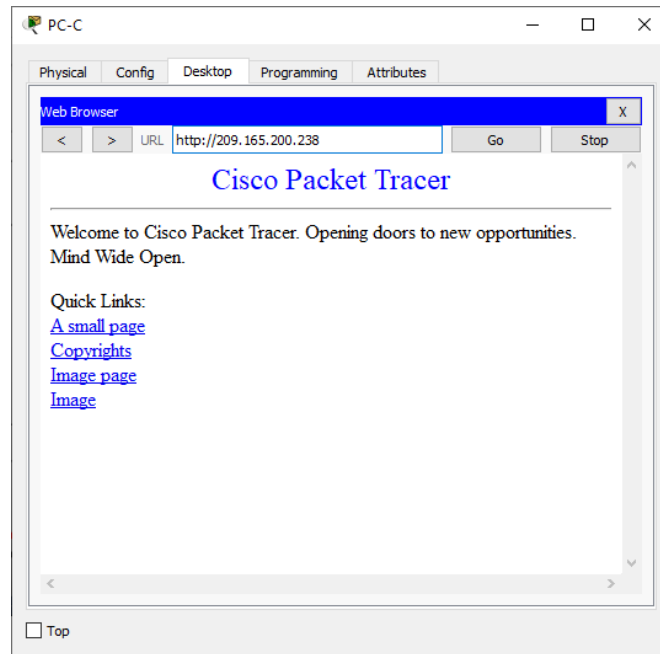 PC-C
Physical Config Desktop Programming Attributes
Web Browser X
< > URL http://209.165.200.238 Go Stop
Cisco Packet Tracer
Welcome to Cisco Packet Tracer. Opening doors to new opportunities.
Mind Wide Open.
Quick Links:
A small page
Copyrights
Image page
Image
Top